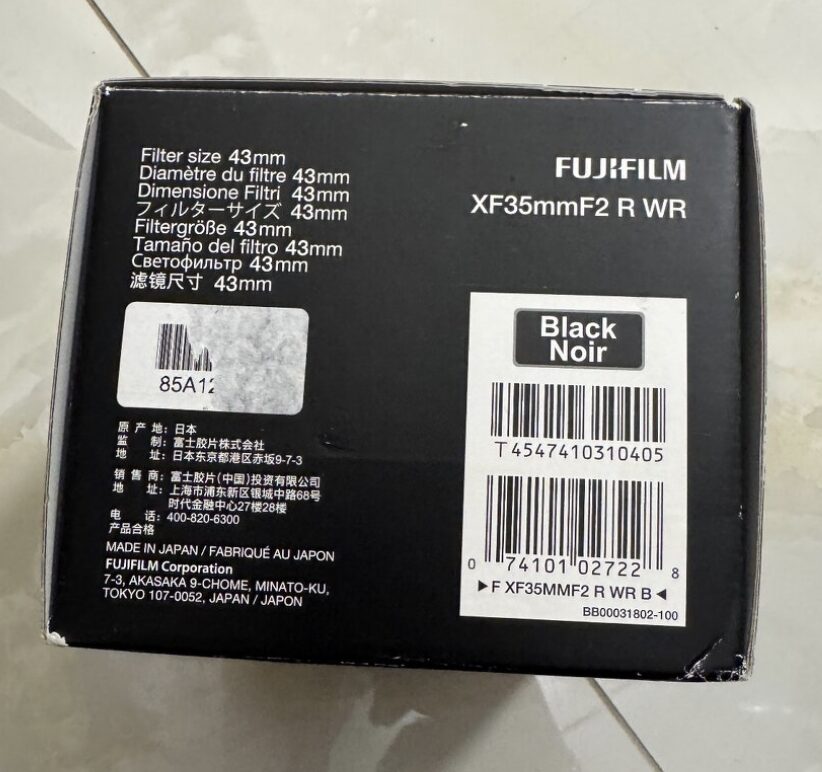 Filter size 43mm
Diamètre du filtre 43mm
Dimensione Filtri 43mm
フィルターサイズ 43mm
Filtergröße 43mm
Tamaño del filtro 43mm
Светофильтр 43mm
滤镜尺寸 43mm
85A12
原产地: 日本
监制: 富士胶片株式会社
地址: 日本东京都港区赤坂9-7-3
销售商: 富士胶片(中国)投资有限公司
地址: 上海市浦东新区银城中路68号
时代金融中心27楼28楼
电话: 400-820-6300
产品合格
MADE IN JAPAN / FABRIQUÉ AU JAPON
FUJIFILM Corporation
7-3, AKASAKA 9-CHOME, MINATO-KU,
TOKYO 107-0052, JAPAN / JAPON
FUJIFILM
XF35mmF2 R WR
Black
Noir
T4547410310405
0 74101 02722 8
►F XF35MMF2 R WR B◄
BB00031802-100